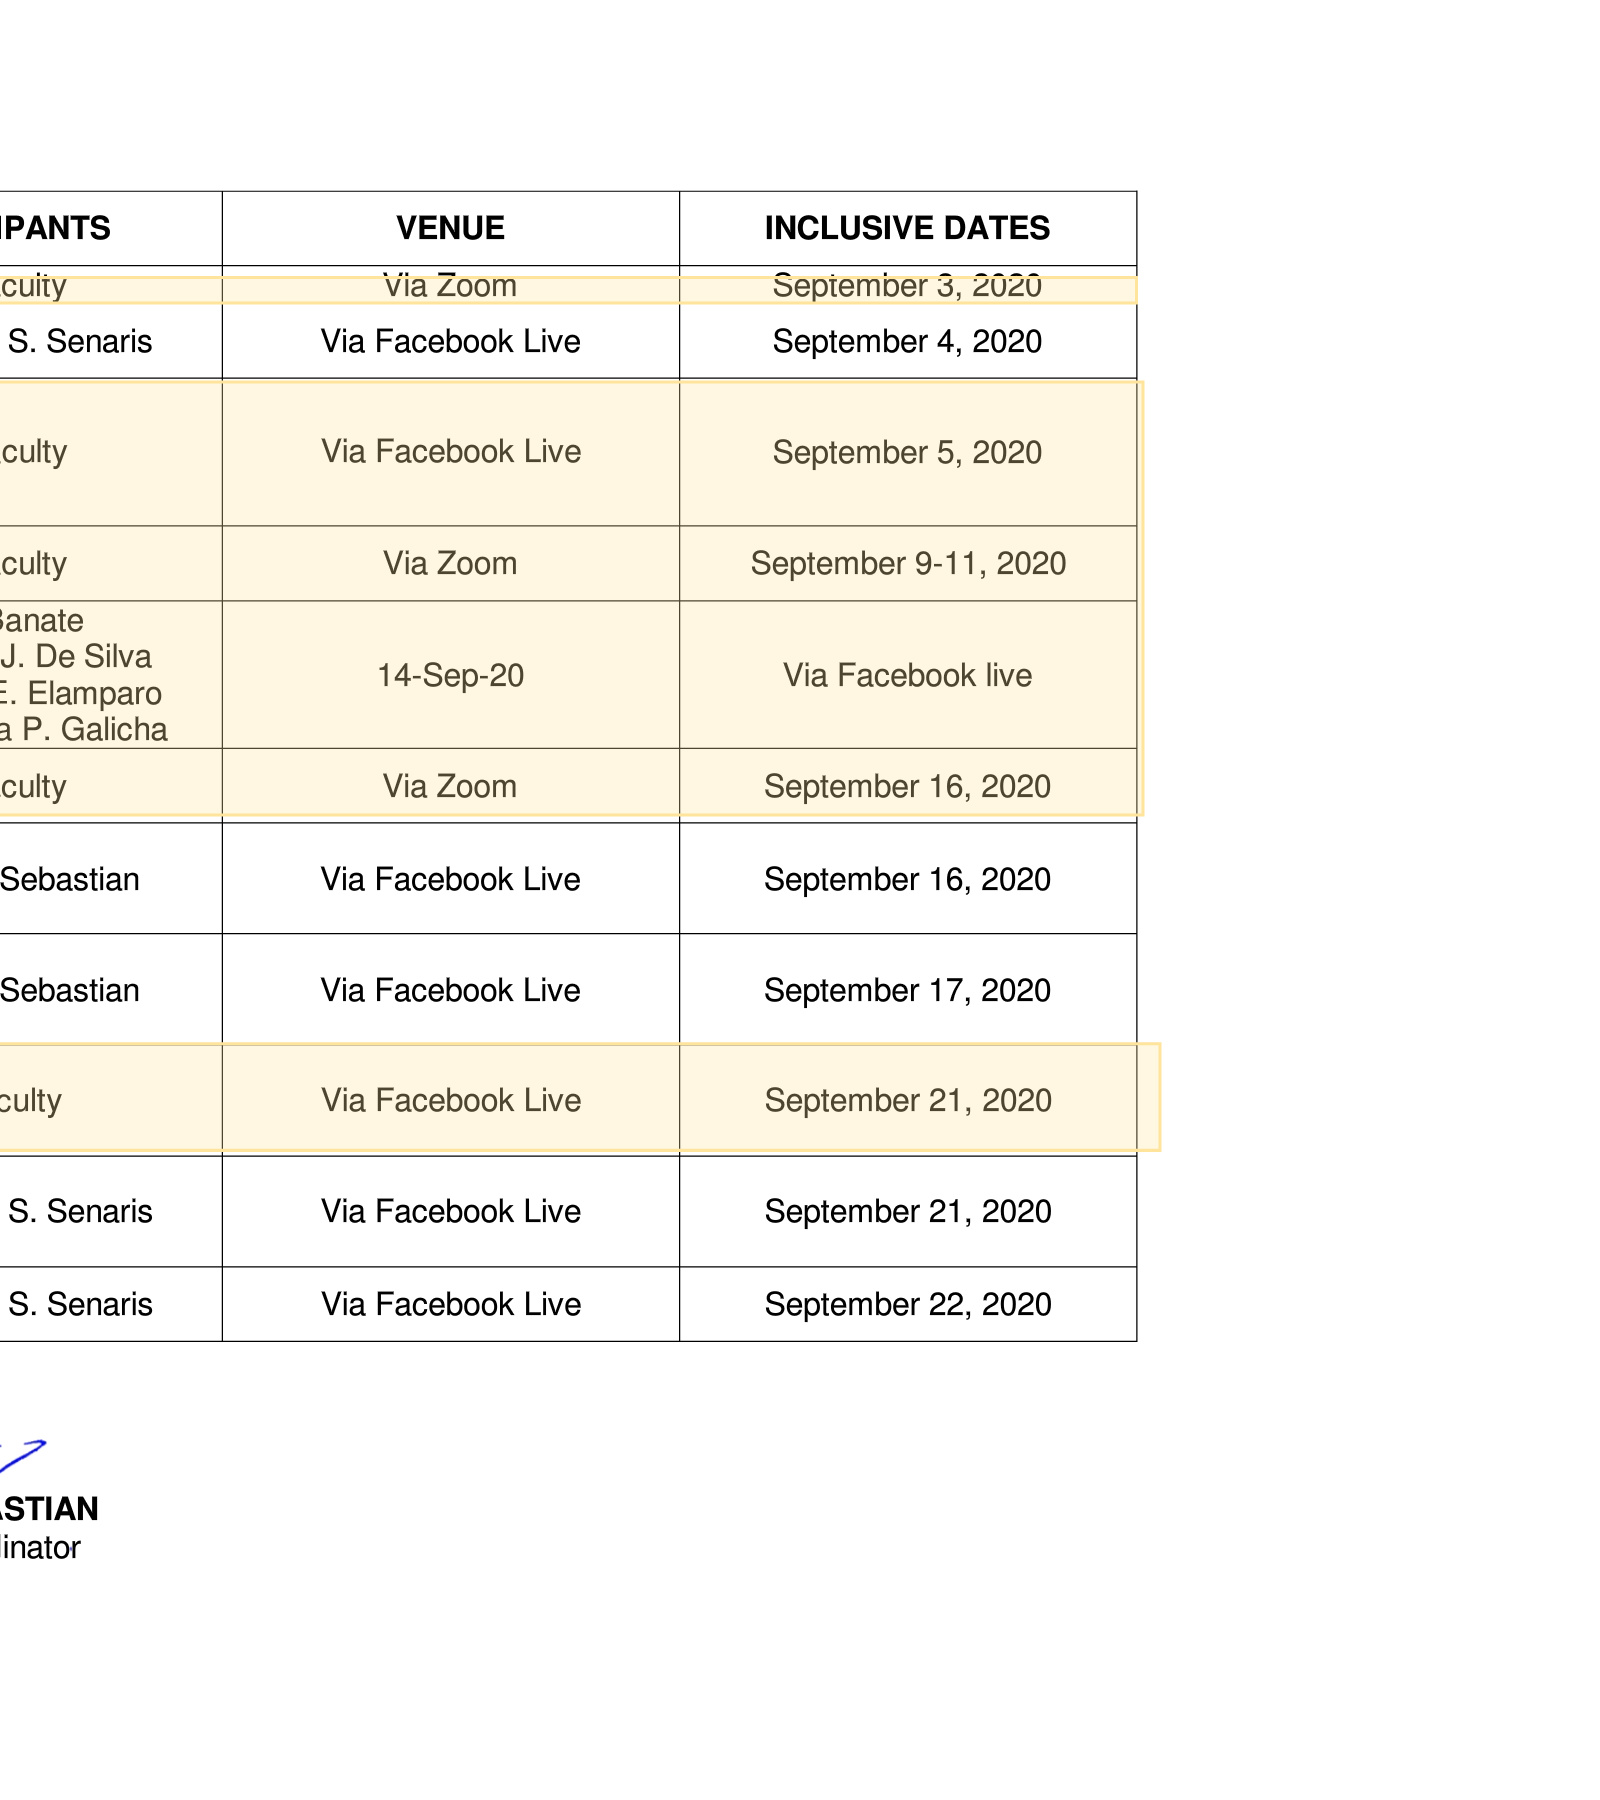 IPANTS VENUE INCLUSIVE DATES
culty Via Zoom September 3, 2020
S. Senaris Via Facebook Live September 4, 2020
culty Via Facebook Live September 5, 2020
culty Via Zoom September 9-11, 2020
Banate
J. De Silva
E. Elamparo
a P. Galicha
14-Sep-20 Via Facebook live
culty Via Zoom September 16, 2020
Sebastian Via Facebook Live September 16, 2020
Sebastian Via Facebook Live September 17, 2020
culty Via Facebook Live September 21, 2020
S. Senaris Via Facebook Live September 21, 2020
S. Senaris Via Facebook Live September 22, 2020
ASTIAN
dinator